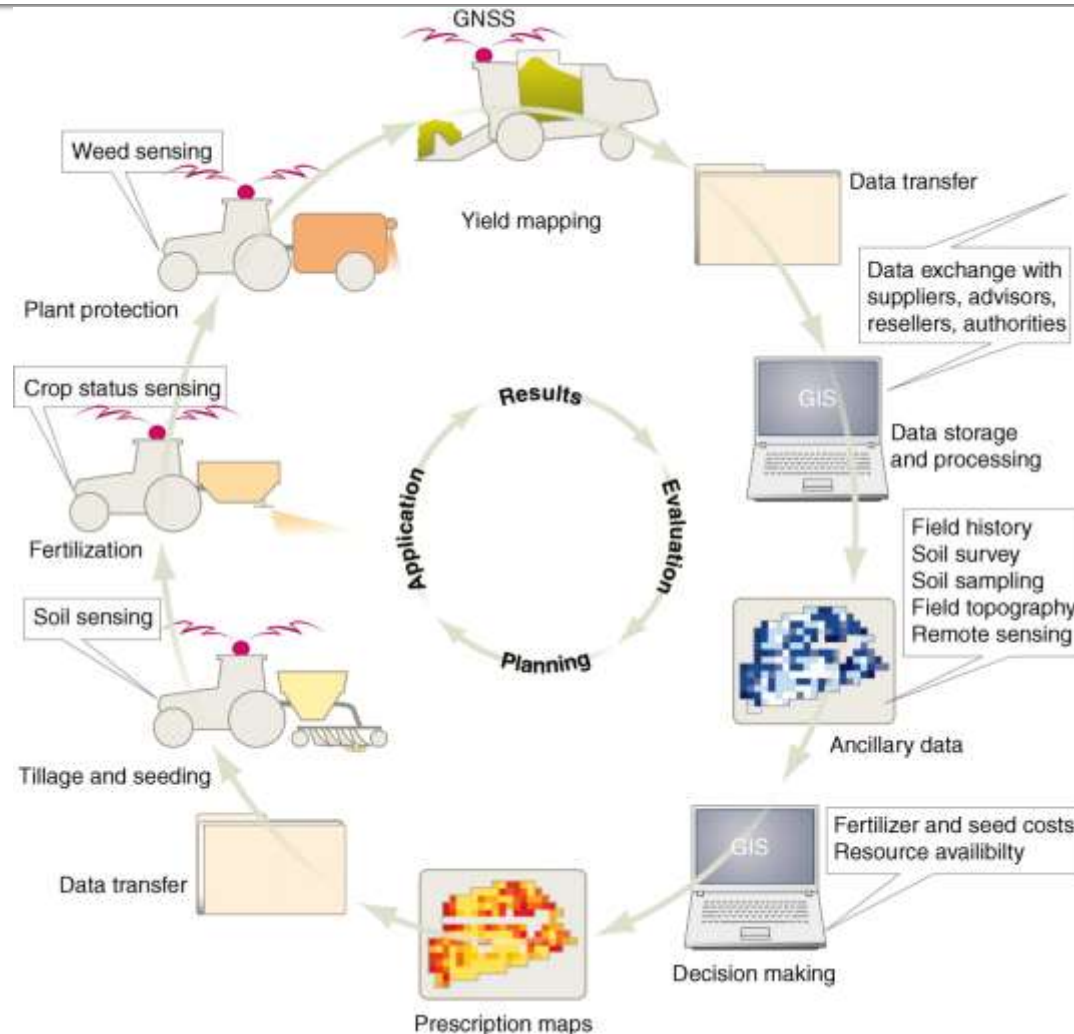 GNSS
Weed sensing
Yield mapping
Data transfer
Data exchange with
suppliers, advisors,
resellers, authorities
Plant protection
Crop status sensing
GIS
Data storage
and processing
Results
Evaluation
Planning
Application
Fertilization
Field history
Soil survey
Soil sampling
Field topography
Remote sensing
Soil sensing
Ancillary data
Tillage and seeding
GIS
Fertilizer and seed costs
Resource availibilty
Data transfer
Decision making
Prescription maps